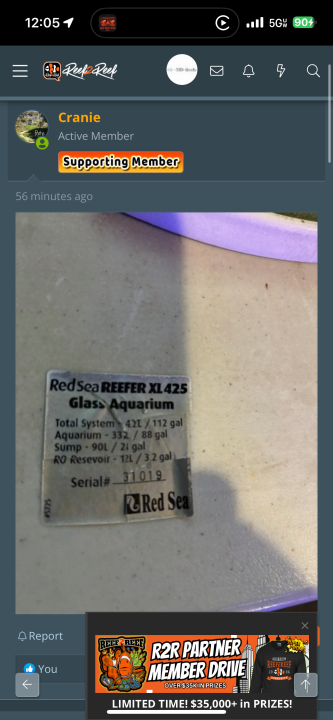 12:05
5G
90
Reef2Reef
Cranie
Active Member
Supporting Member
56 minutes ago
Red Sea REEFER XL 425
Glass Aquarium
Total System - 42L / 112 gal
Aquarium - 332 / 88 gal
Sump - 90L / 24 gal
RO Resevoir - 12L / 3.2 gal
Serial# 31019
Red Sea
Report
REEF2REEF
R2R PARTNER
MEMBER DRIVE
OVER $35K IN PRIZES
LIMITED TIME! $35,000+ in PRIZES!
You